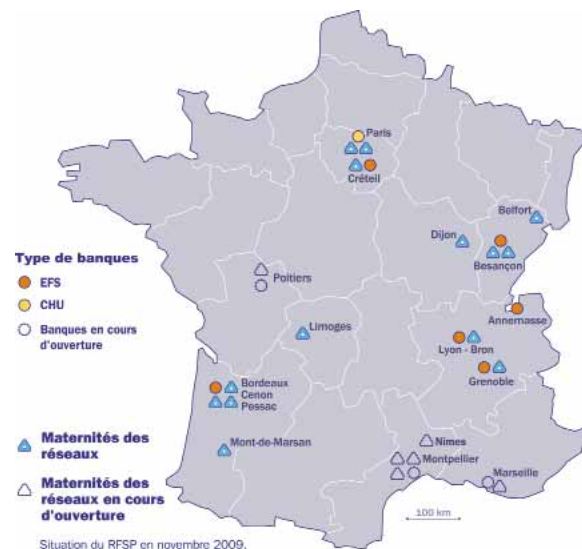 Paris
Créteil
Belfort
Dijon
Besançon
Type de banques
EFS
CHU
Banques en cours
d'ouverture
Poitiers
Annemasse
Limoges
Lyon - Bron
Grenoble
Bordeaux
Cenon
Pessac
Maternités des
réseaux
Mont-de-Marsan
Nimes
Montpellier
Marseille
Maternités des
réseaux en cours
d'ouverture
100 km
Situation du RFSP en novembre 2009.